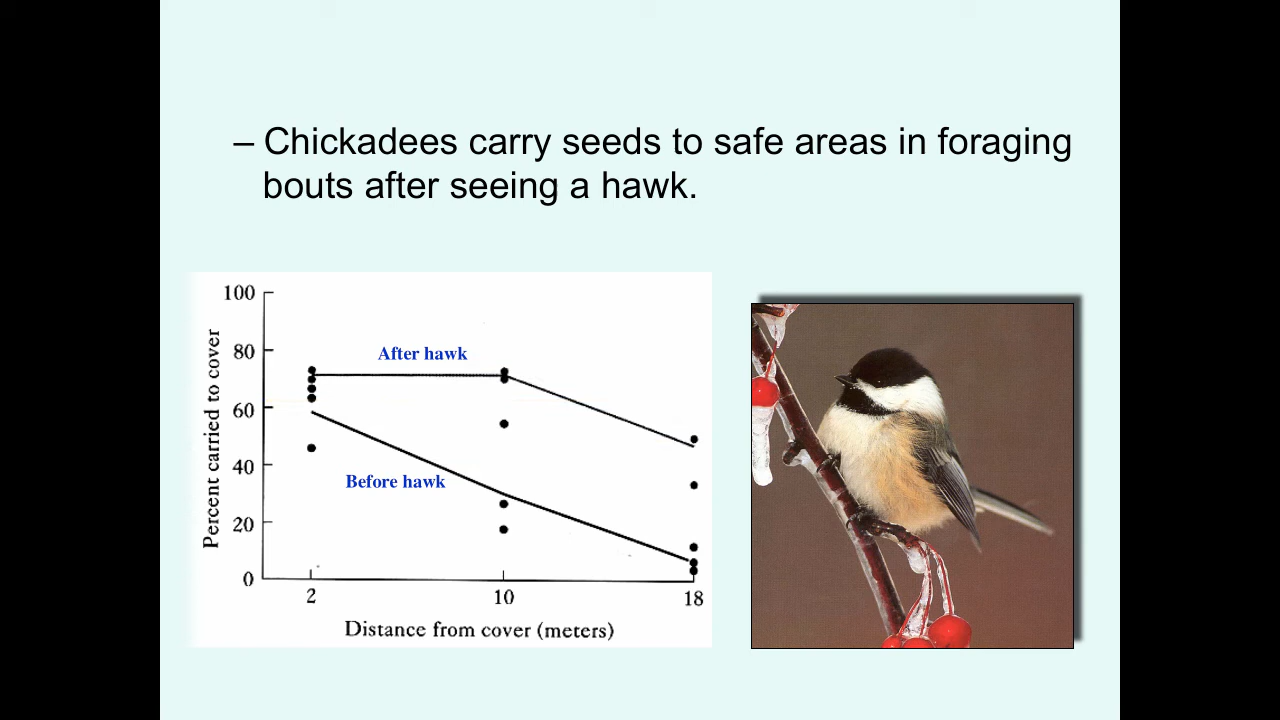 – Chickadees carry seeds to safe areas in foraging
bouts after seeing a hawk.
100
80
60
40
20
0
Percent carried to cover
After hawk
Before hawk
2 10 18
Distance from cover (meters)